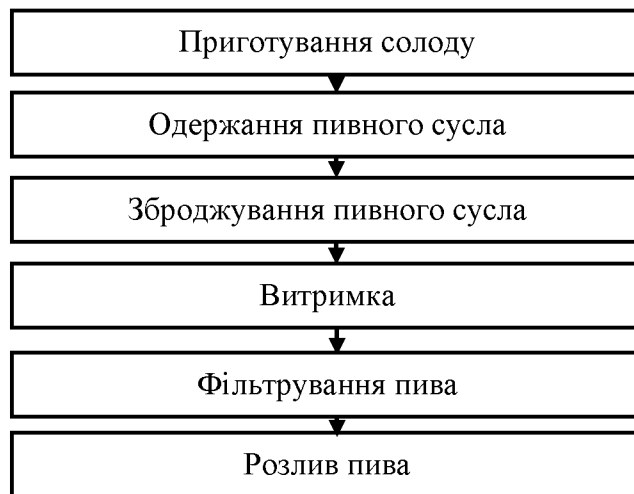 Приготування солоду
Одержання пивного сусла
Зброджування пивного сусла
Витримка
Фільтрування пива
Розлив пива